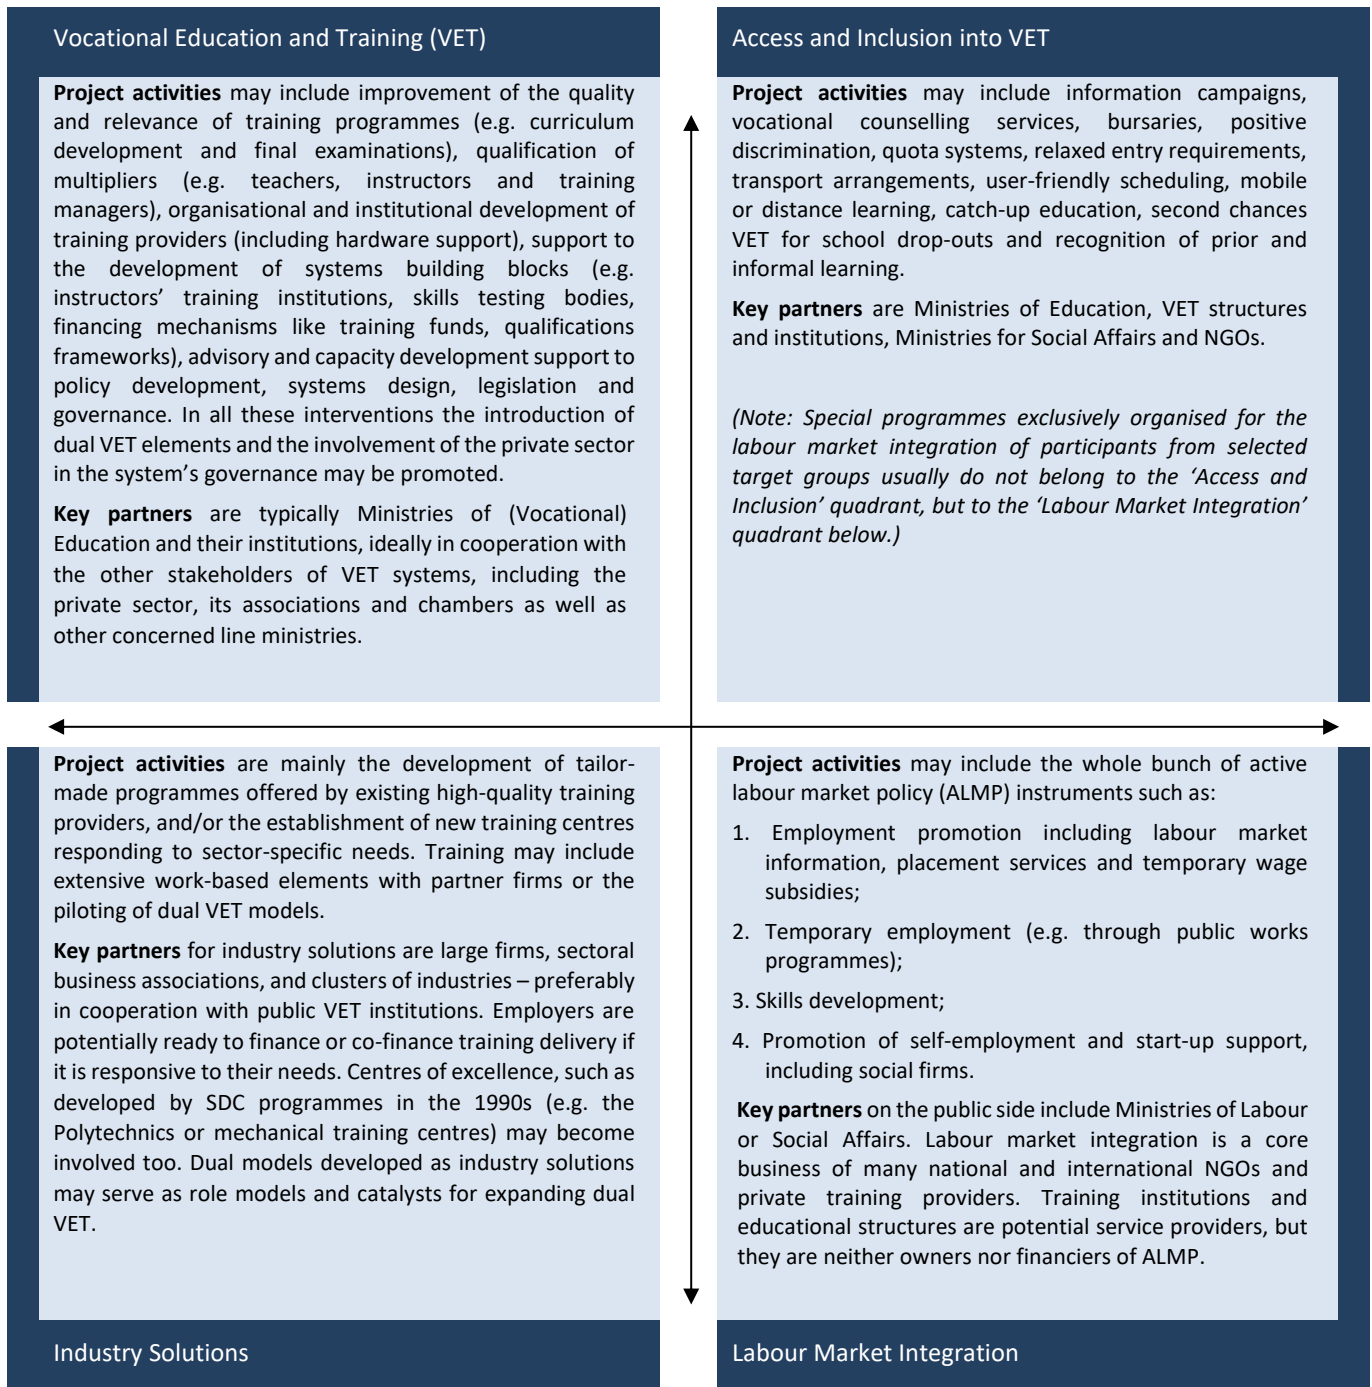 Vocational Education and Training (VET)
Project activities may include improvement of the quality
and relevance of training programmes (e.g. curriculum
development and final examinations), qualification of
multipliers (e.g. teachers, instructors and training
managers), organisational and institutional development of
training providers (including hardware support), support to
the development of systems building blocks (e.g.
instructors’ training institutions, skills testing bodies,
financing mechanisms like training funds, qualifications
frameworks), advisory and capacity development support to
policy development, systems design, legislation and
governance. In all these interventions the introduction of
dual VET elements and the involvement of the private sector
in the system’s governance may be promoted.
Key partners are typically Ministries of (Vocational)
Education and their institutions, ideally in cooperation with
the other stakeholders of VET systems, including the
private sector, its associations and chambers as well as
other concerned line ministries.
Access and Inclusion into VET
Project activities may include information campaigns,
vocational counselling services, bursaries, positive
discrimination, quota systems, relaxed entry requirements,
transport arrangements, user-friendly scheduling, mobile
or distance learning, catch-up education, second chances
VET for school drop-outs and recognition of prior and
informal learning.
Key partners are Ministries of Education, VET structures
and institutions, Ministries for Social Affairs and NGOs.
(Note: Special programmes exclusively organised for the
labour market integration of participants from selected
target groups usually do not belong to the ‘Access and
Inclusion’ quadrant, but to the ‘Labour Market Integration’
quadrant below.)
Project activities are mainly the development of tailor-
made programmes offered by existing high-quality training
providers, and/or the establishment of new training centres
responding to sector-specific needs. Training may include
extensive work-based elements with partner firms or the
piloting of dual VET models.
Key partners for industry solutions are large firms, sectoral
business associations, and clusters of industries – preferably
in cooperation with public VET institutions. Employers are
potentially ready to finance or co-finance training delivery if
it is responsive to their needs. Centres of excellence, such as
developed by SDC programmes in the 1990s (e.g. the
Polytechnics or mechanical training centres) may become
involved too. Dual models developed as industry solutions
may serve as role models and catalysts for expanding dual
VET.
Industry Solutions
Project activities may include the whole bunch of active
labour market policy (ALMP) instruments such as:
1. Employment promotion including labour market
information, placement services and temporary wage
subsidies;
2. Temporary employment (e.g. through public works
programmes);
3. Skills development;
4. Promotion of self-employment and start-up support,
including social firms.
Key partners on the public side include Ministries of Labour
or Social Affairs. Labour market integration is a core
business of many national and international NGOs and
private training providers. Training institutions and
educational structures are potential service providers, but
they are neither owners nor financiers of ALMP.
Labour Market Integration